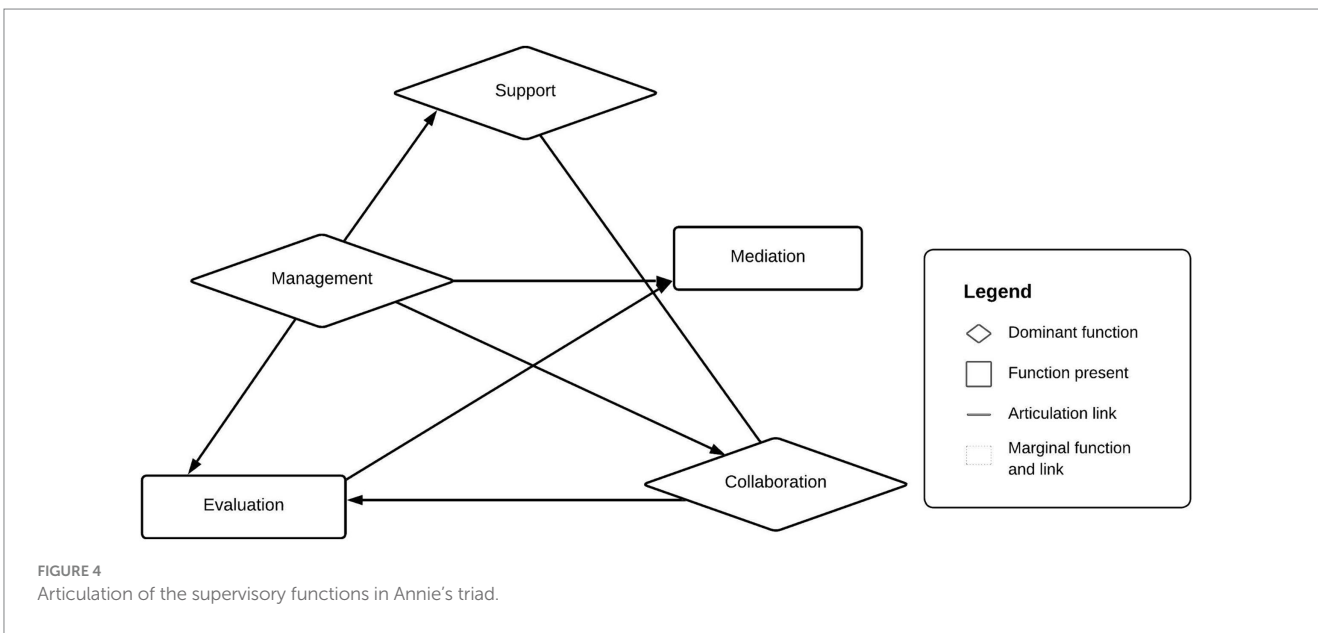 Support
Mediation
Management
Evaluation
Collaboration
Legend
Dominant function
Function present
Articulation link
Marginal function
and link
FIGURE 4
Articulation of the supervisory functions in Annie’s triad.